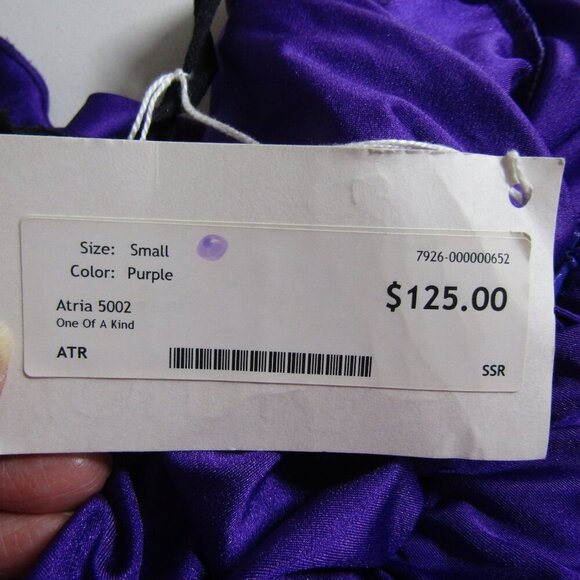 Size: Small
Color: Purple
7926-000000652
$125.00
Atria 5002
One Of A Kind
ATR
SSR